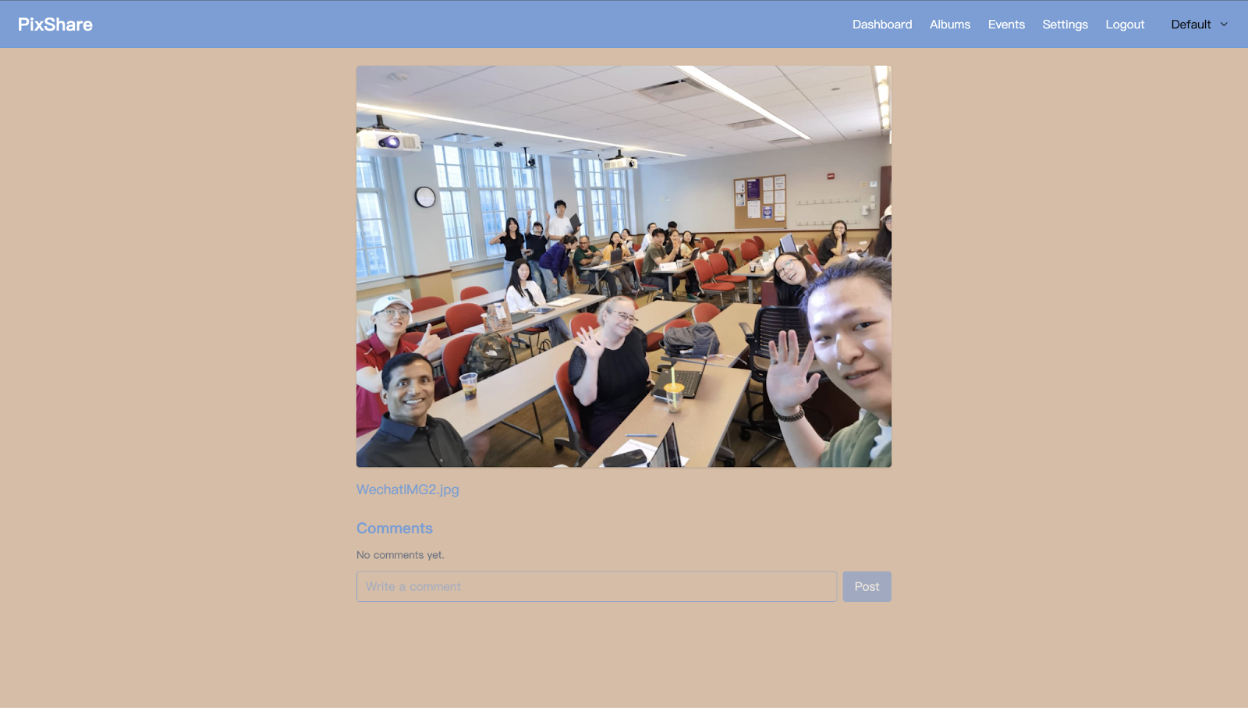 PixShare
Dashboard Albums Events Settings Logout Default
WechatIMG2.jpg
Comments
No comments yet.
Write a comment
Post